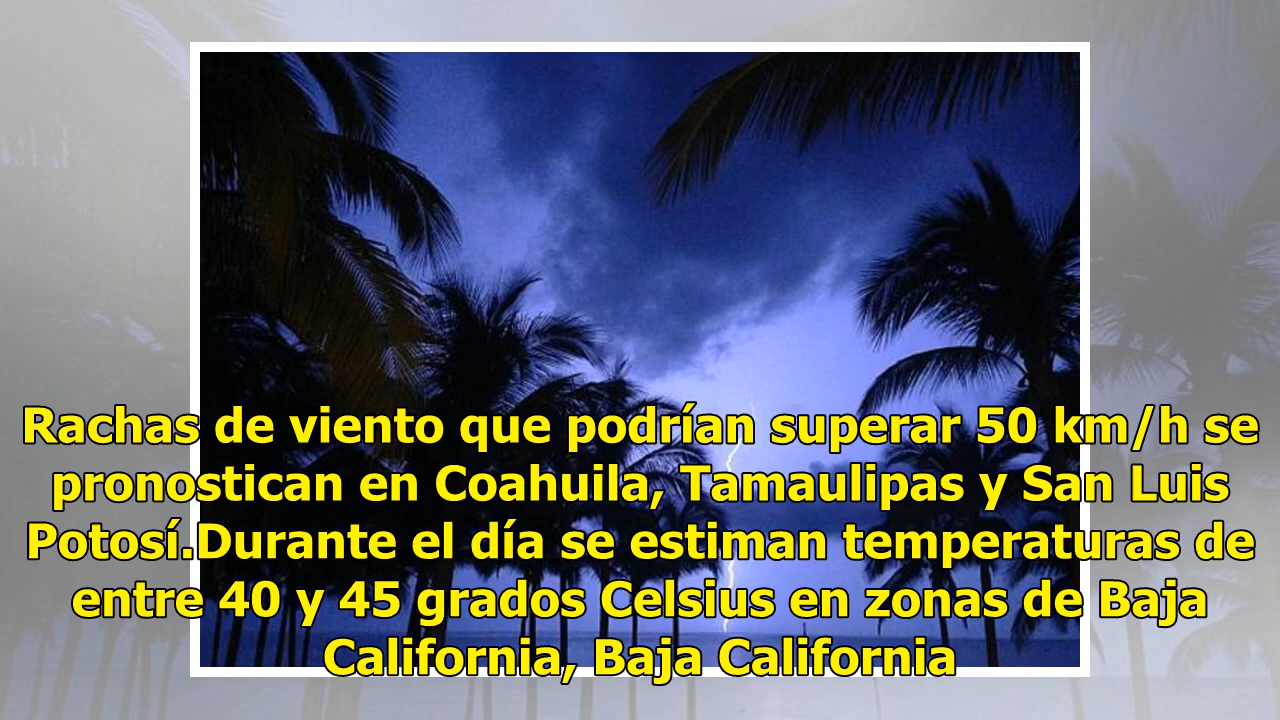 Rachas de viento que podrían superar 50 km/h se
pronostican en Coahuila, Tamaulipas y San Luis
Potosí.Durante el día se estiman temperaturas de
entre 40 y 45 grados Celsius en zonas de Baja
California, Baja California